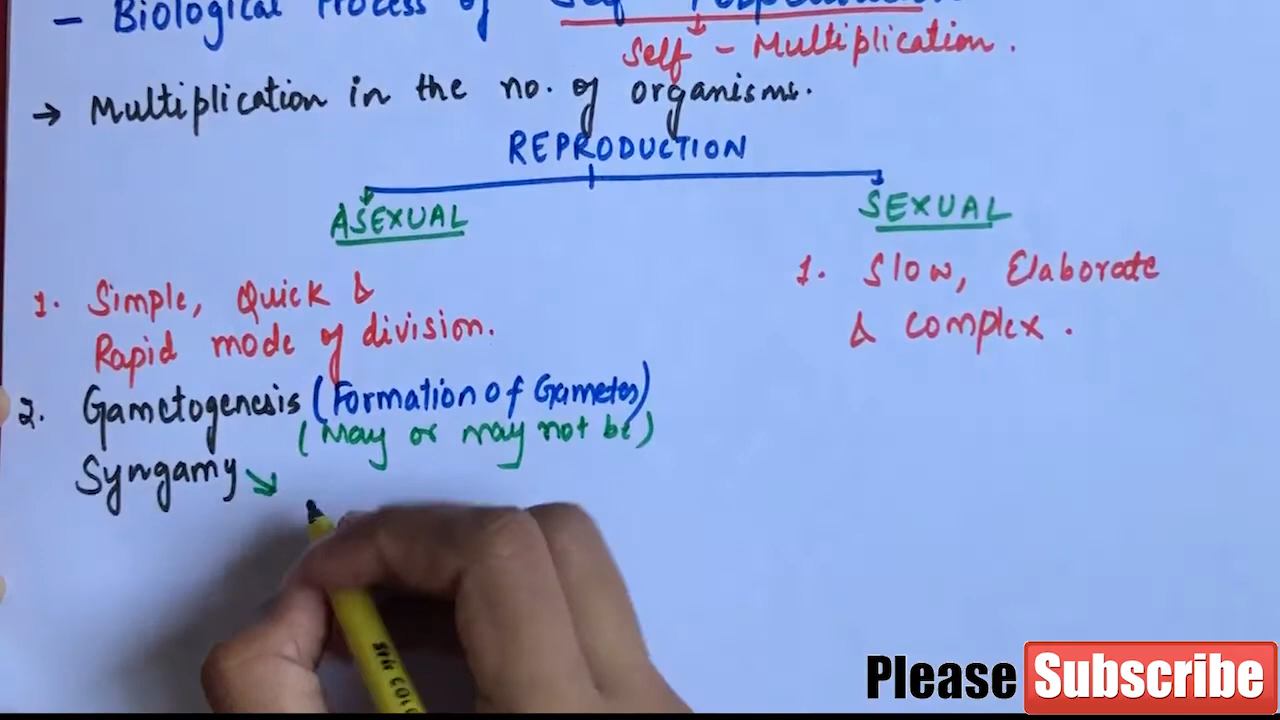 - Biological Process of Self
Self - Multiplication.
→ Multiplication in the no. of organisms.
REPRODUCTION
ASEXUAL
SEXUAL
1. Simple, Quick &
Rapid mode of division.
1. Slow, Elaborate
& complex.
2. Gametogenesis (Formation of Gametes)
(May or may not be)
Syngamy ↘
Please Subscribe